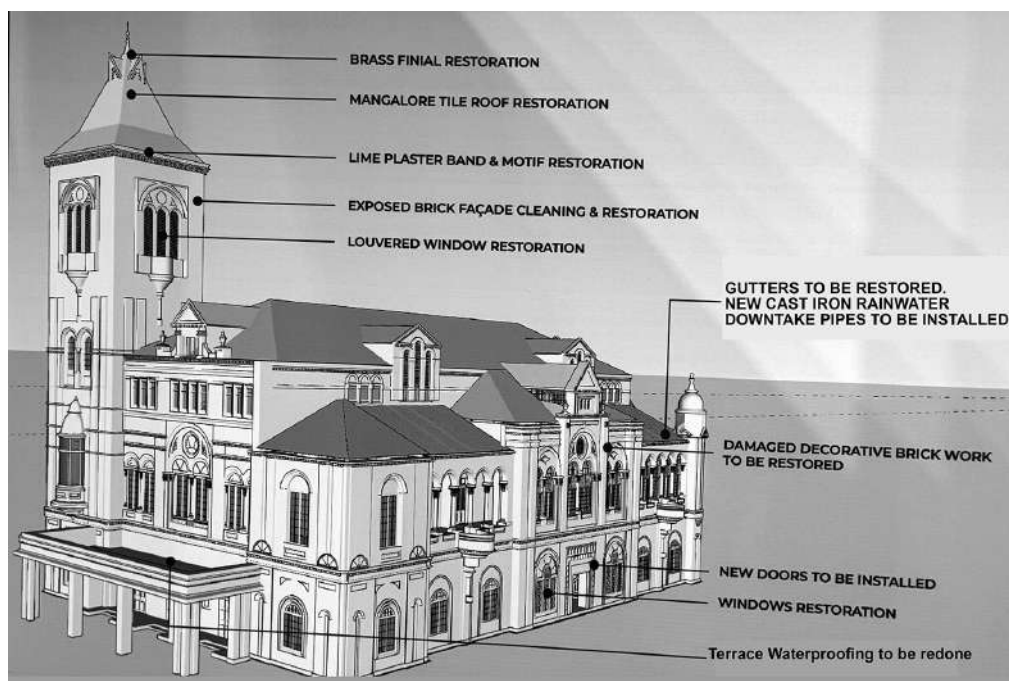 BRASS FINIAL RESTORATION
MANGALORE TILE ROOF RESTORATION
LIME PLASTER BAND & MOTIF RESTORATION
EXPOSED BRICK FAÇADE CLEANING & RESTORATION
LOUVERED WINDOW RESTORATION
GUTTERS TO BE RESTORED.
NEW CAST IRON RAINWATER
DOWNTAKE PIPES TO BE INSTALLED
DAMAGED DECORATIVE BRICK WORK
TO BE RESTORED
NEW DOORS TO BE INSTALLED
WINDOWS RESTORATION
Terrace Waterproofing to be redone